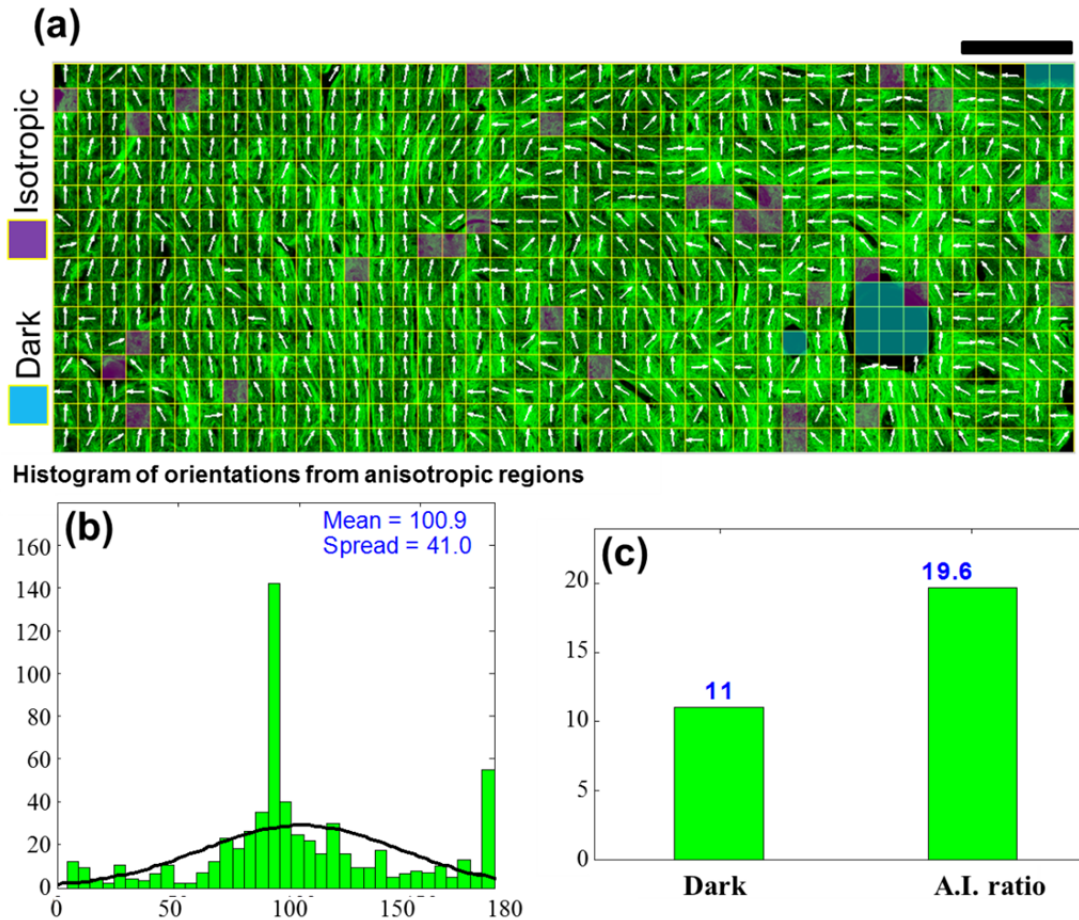 (a)
Isotropic
Dark
Histogram of orientations from anisotropic regions
(b)
Mean = 100.9
Spread = 41.0
160
140
120
100
80
60
40
20
0
0
50
100
150
180
(c)
20
15
10
5
0
11
19.6
Dark
A.I. ratio